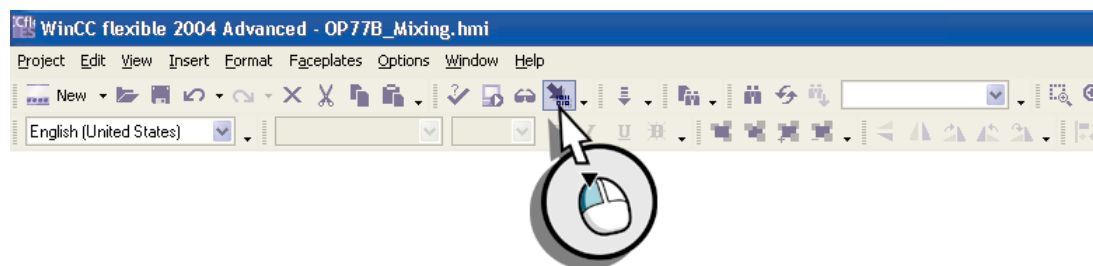 WinCC flexible 2004 Advanced - OP77B_Mixing.hmi
Project Edit View Insert Format Faceplates Options Window Help
New
English (United States)
U